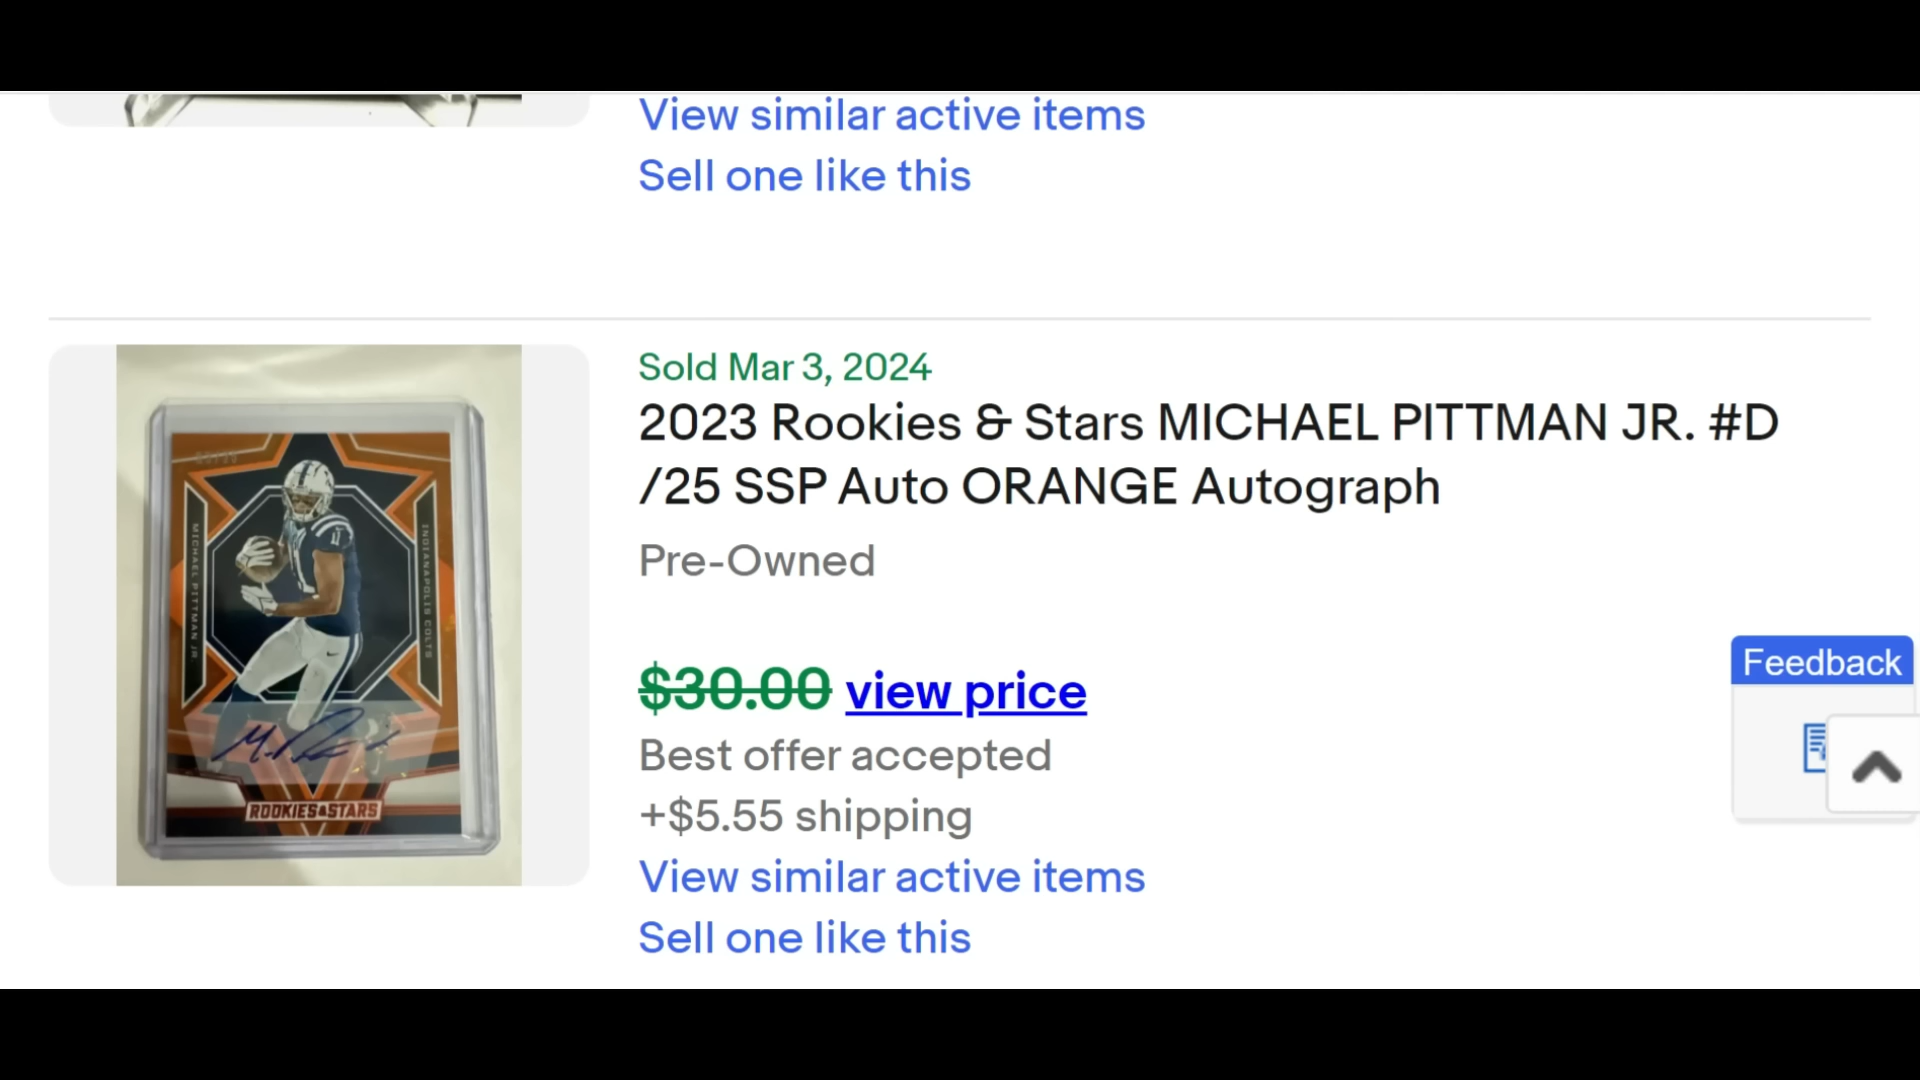 View similar active items
Sell one like this
Sold Mar 3, 2024
2023 Rookies & Stars MICHAEL PITTMAN JR. #D
/25 SSP Auto ORANGE Autograph
Pre-Owned
$30.00 view price
Best offer accepted
+$5.55 shipping
View similar active items
Sell one like this
MICHAEL PITTMAN JR.
INDIANAPOLIS COLTS
11
ROOKIES&STARS
Feedback